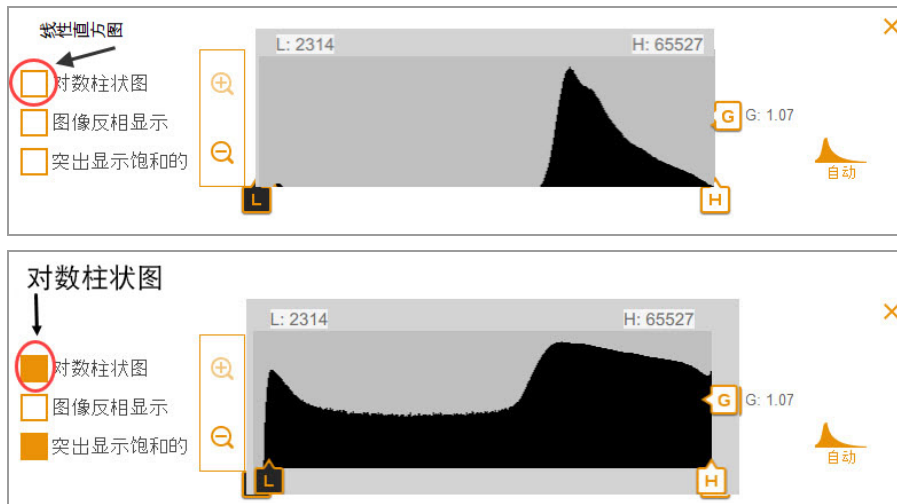 线性直方图
L: 2314 H: 65527
对数柱状图
图像反相显示
G G: 1.07
突出显示饱和的
自动
L H
对数柱状图
L: 2314 H: 65527
对数柱状图
图像反相显示
G G: 1.07
突出显示饱和的
自动
L H